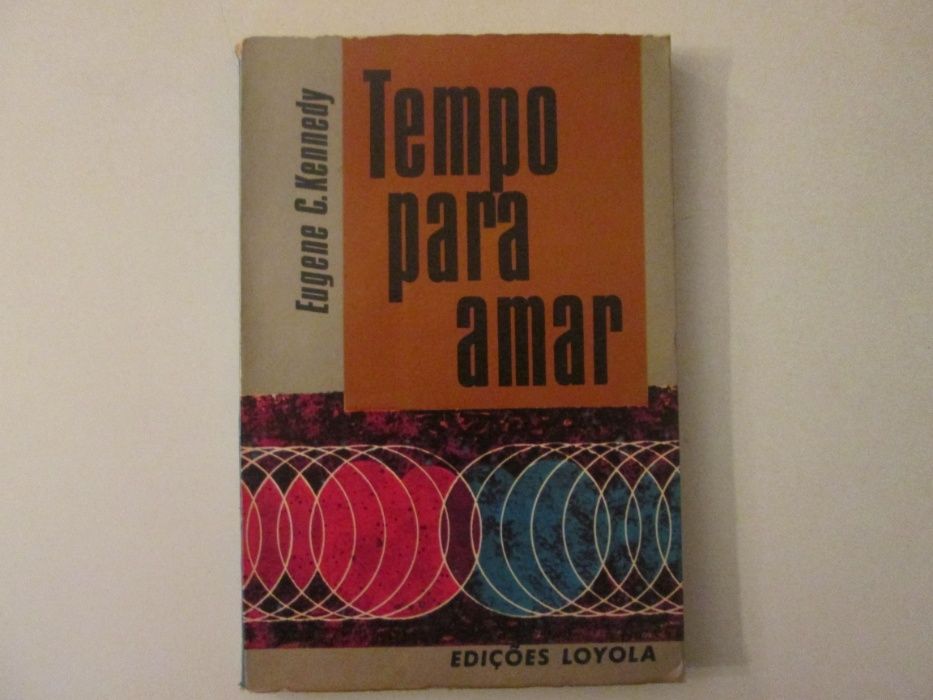 Eugene C. Kennedy
Tempo
para
amar
EDIÇÕES LOYOLA